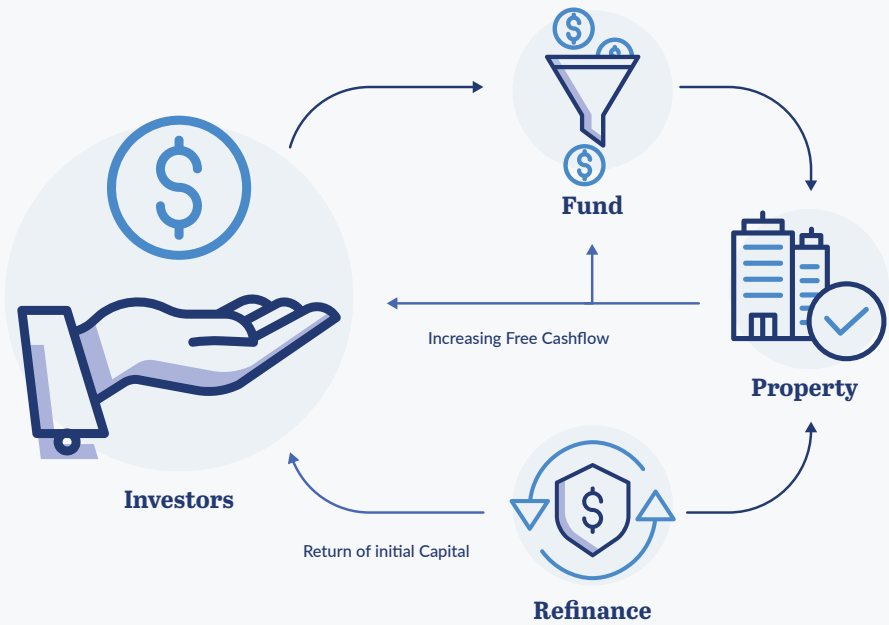 Fund
Increasing Free Cashflow
Property
Investors
Return of initial Capital
Refinance